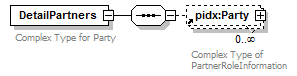 DetailPartners
pidx:Party
Complex Type for Party
0..∞
Complex Type of
PartnerRoleInformation